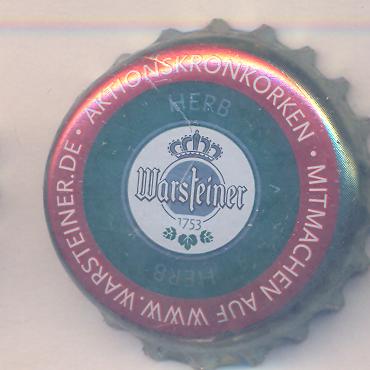 AKTIONSKRONKORKEN · MITMACHEN AUF WWW.WARSTEINER.DE ·
HERB
Warsteiner
1753
HERB